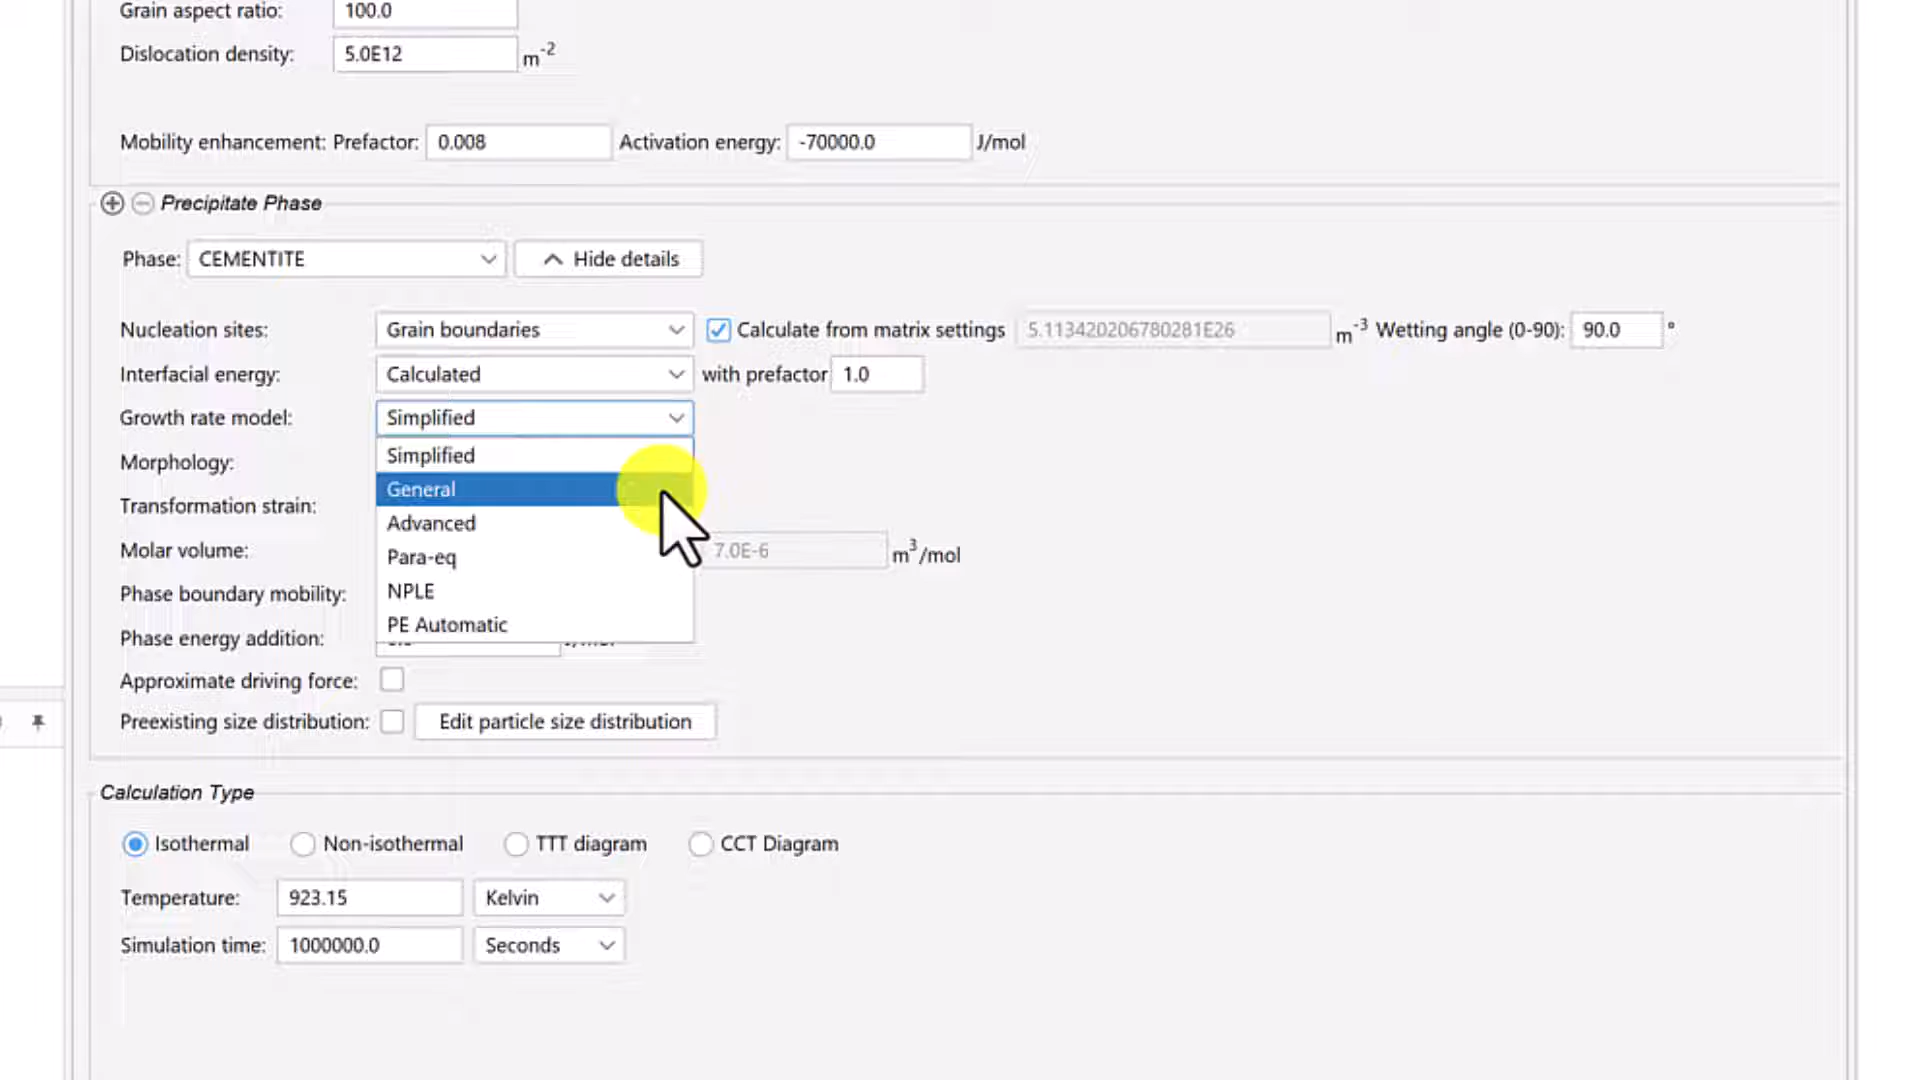 Grain aspect ratio: 100.0
Dislocation density: 5.0E12 m-2
Mobility enhancement: Prefactor: 0.008 Activation energy: -70000.0 J/mol
Precipitate Phase
Phase: CEMENTITE Hide details
Nucleation sites: Grain boundaries Calculate from matrix settings 5.113420206780281E26 m-3 Wetting angle (0-90): 90.0 °
Interfacial energy: Calculated with prefactor 1.0
Growth rate model: Simplified
Simplified
Morphology:
General
Transformation strain:
Advanced
Molar volume: 7.0E-6 m3/mol
Para-eq
Phase boundary mobility:
NPLE
PE Automatic
Phase energy addition:
Approximate driving force:
Preexisting size distribution: Edit particle size distribution
Calculation Type
Isothermal Non-isothermal TTT diagram CCT Diagram
Temperature: 923.15 Kelvin
Simulation time: 1000000.0 Seconds